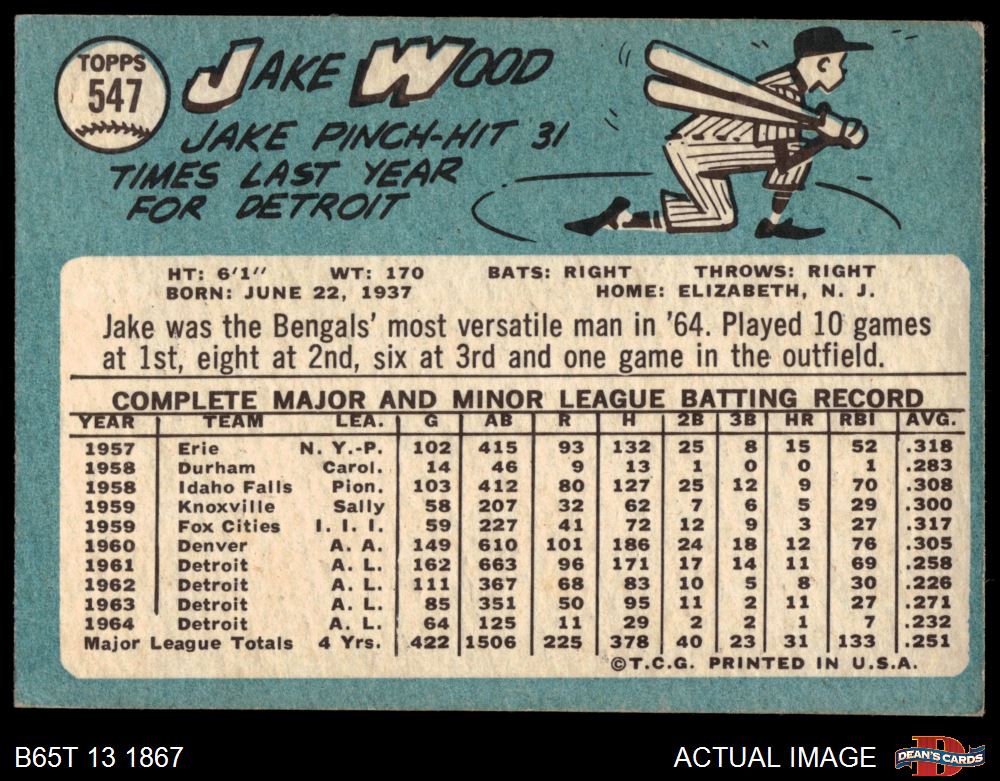 TOPPS
547
JAKE WOOD
JAKE PINCH-HIT 31
TIMES LAST YEAR
FOR DETROIT
HT: 6'1" WT: 170 BATS: RIGHT THROWS: RIGHT
BORN: JUNE 22, 1937 HOME: ELIZABETH, N. J.
Jake was the Bengals' most versatile man in '64. Played 10 games
at 1st, eight at 2nd, six at 3rd and one game in the outfield.
COMPLETE MAJOR AND MINOR LEAGUE BATTING RECORD
YEAR TEAM LEA. G AB R H 2B 3B HR RBI AVG.
1957 Erie N. Y.-P. 102 415 93 132 25 8 15 52 .318
1958 Durham Carol. 14 46 9 13 1 0 0 1 .283
1958 Idaho Falls Pion. 103 412 80 127 25 12 9 70 .308
1959 Knoxville Sally 58 207 32 62 7 6 5 29 .300
1959 Fox Cities I. I. I. 59 227 41 72 12 9 3 27 .317
1960 Denver A. A. 149 610 101 186 24 18 12 76 .305
1961 Detroit A. L. 162 663 96 171 17 14 11 69 .258
1962 Detroit A. L. 111 367 68 83 10 5 8 30 .226
1963 Detroit A. L. 85 351 50 95 11 2 11 27 .271
1964 Detroit A. L. 64 125 11 29 2 2 1 7 .232
Major League Totals 4 Yrs. 422 1506 225 378 40 23 31 133 .251
©T.C.G. PRINTED IN U.S.A.
B65T 13 1867 ACTUAL IMAGE
D
DEAN'S CARDS